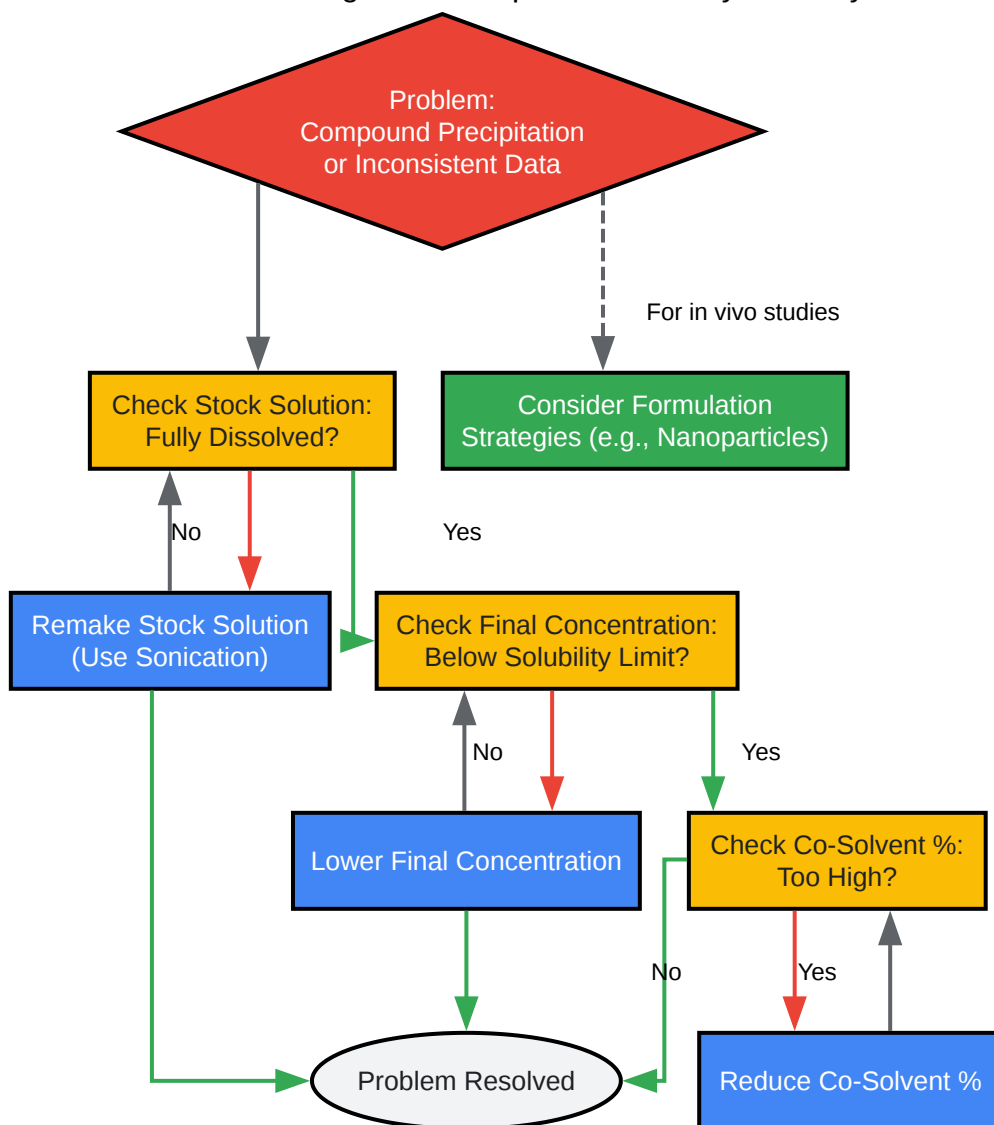 Problem:
Compound Precipitation
or Inconsistent Data
For in vivo studies
Check Stock Solution:
Fully Dissolved?
Consider Formulation
Strategies (e.g., Nanoparticles)
No
Yes
Remake Stock Solution
(Use Sonication)
Check Final Concentration:
Below Solubility Limit?
No
Yes
Lower Final Concentration
Check Co-Solvent %:
Too High?
No
Yes
Problem Resolved
Reduce Co-Solvent %